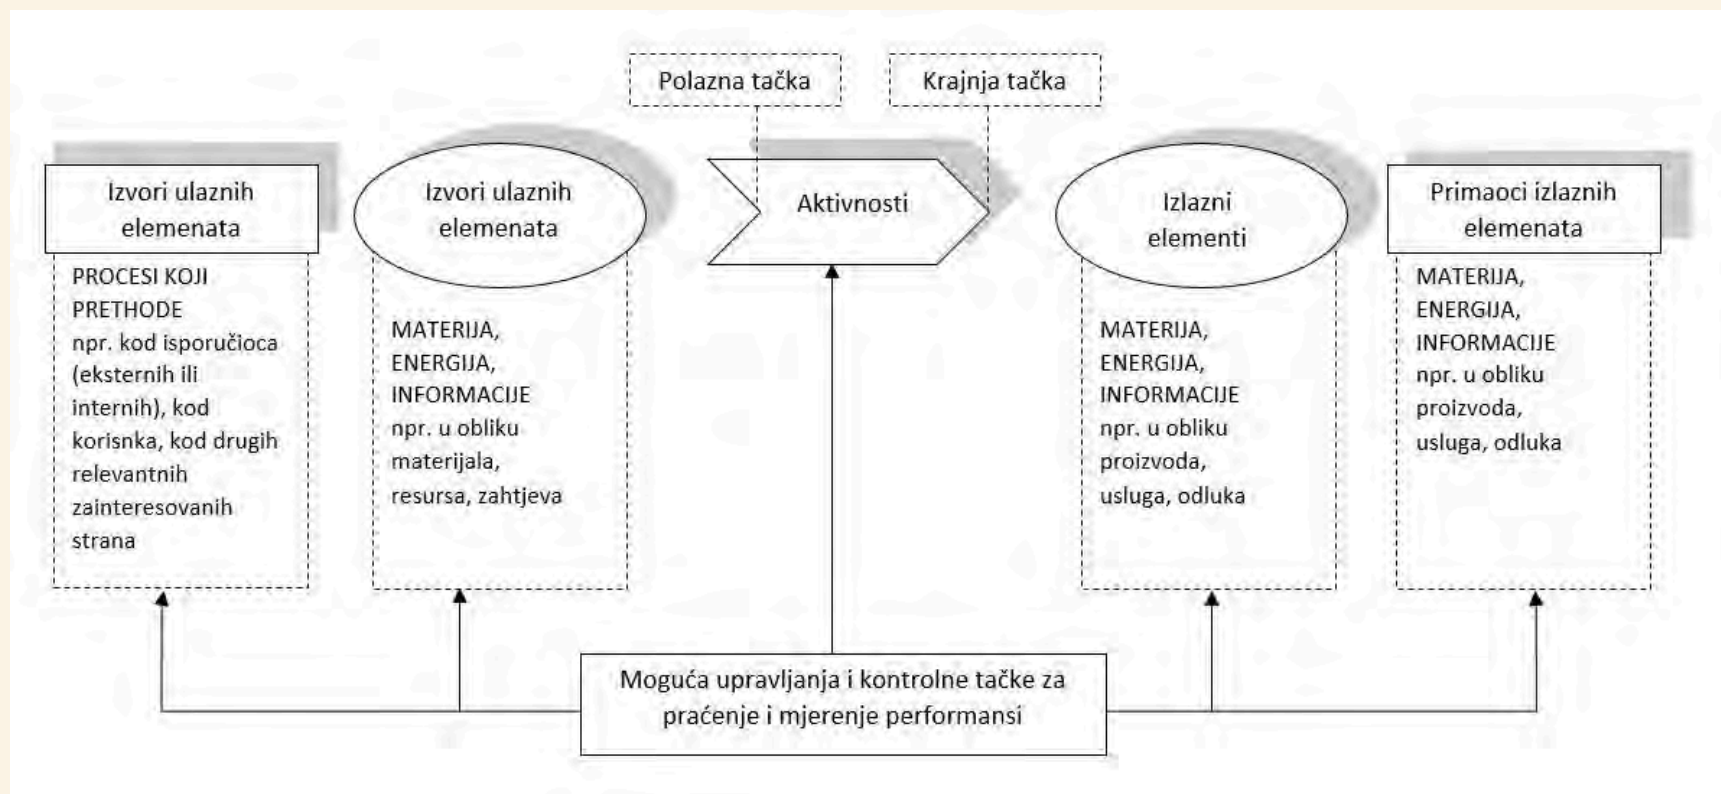 Polazna tačka
Krajnja tačka
Izvori ulaznih
elemenata
PROCESI KOJI
PRETHODE
npr. kod isporučioca
(eksternih ili
internih), kod
korisnka, kod drugih
relevantnih
zainteresovanih
strana
Izvori ulaznih
elemenata
MATERIJA,
ENERGIJA,
INFORMACIJE
npr. u obliku
materijala,
resursa, zahtjeva
Aktivnosti
Izlazni
elementi
MATERIJA,
ENERGIJA,
INFORMACIJE
npr. u obliku
proizvoda,
usluga, odluka
Primaoci izlaznih
elemenata
MATERIJA,
ENERGIJA,
INFORMACIJE
npr. u obliku
proizvoda,
usluga, odluka
Moguća upravljanja i kontrolne tačke za
praćenje i mjerenje performansi